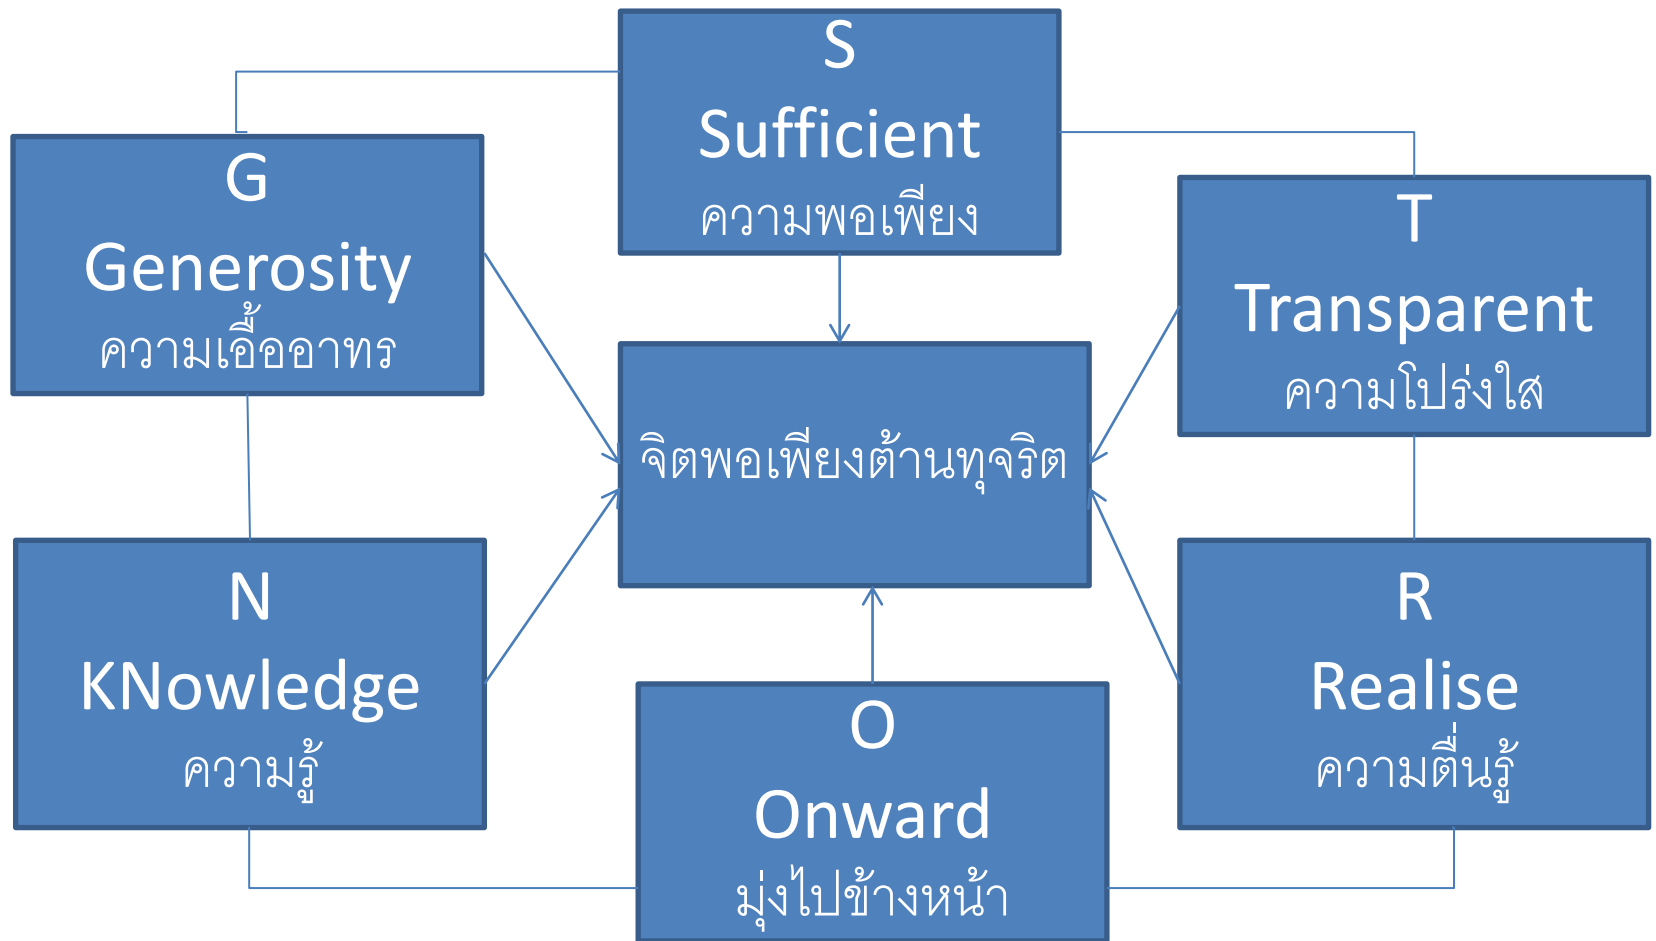 S
Sufficient
ความพอเพียง
G
Generosity
ความเอื้ออาทร
T
Transparent
ความโปร่งใส
จิตพอเพียงต้านทุจริต
N
KNowledge
ความรู้
R
Realise
ความตื่นรู้
O
Onward
มุ่งไปข้างหน้า